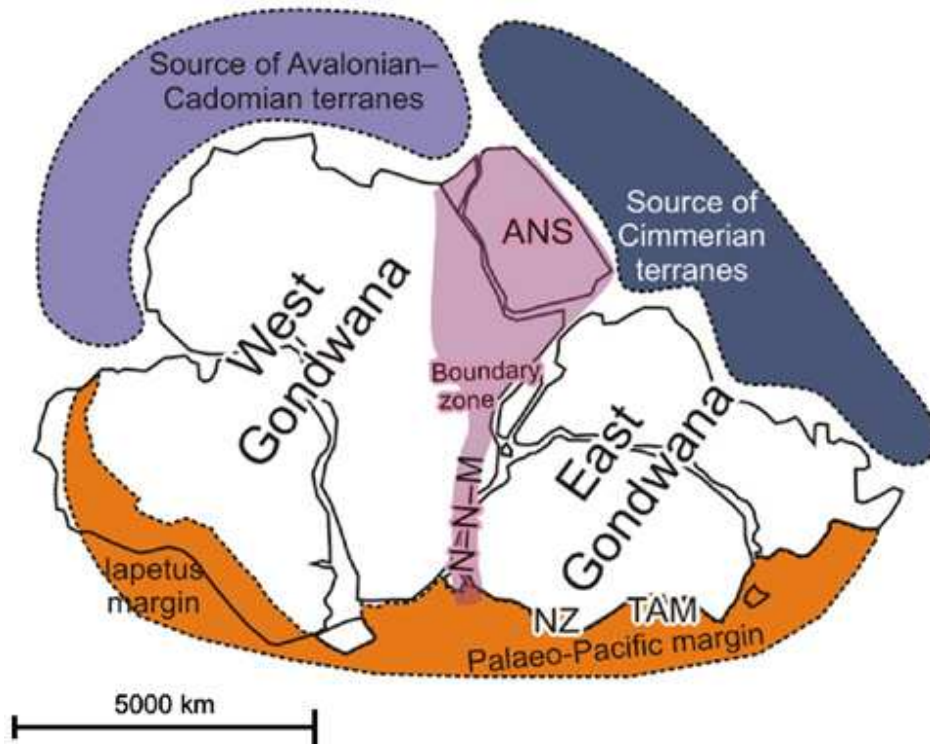 Source of Avalonian–
Cadomian terranes
Source of
Cimmerian
terranes
ANS
West
Gondwana
Boundary
zone
East
Gondwana
N=N–M
Iapetus
margin
NZ
TAM
Palaeo-Pacific margin
5000 km